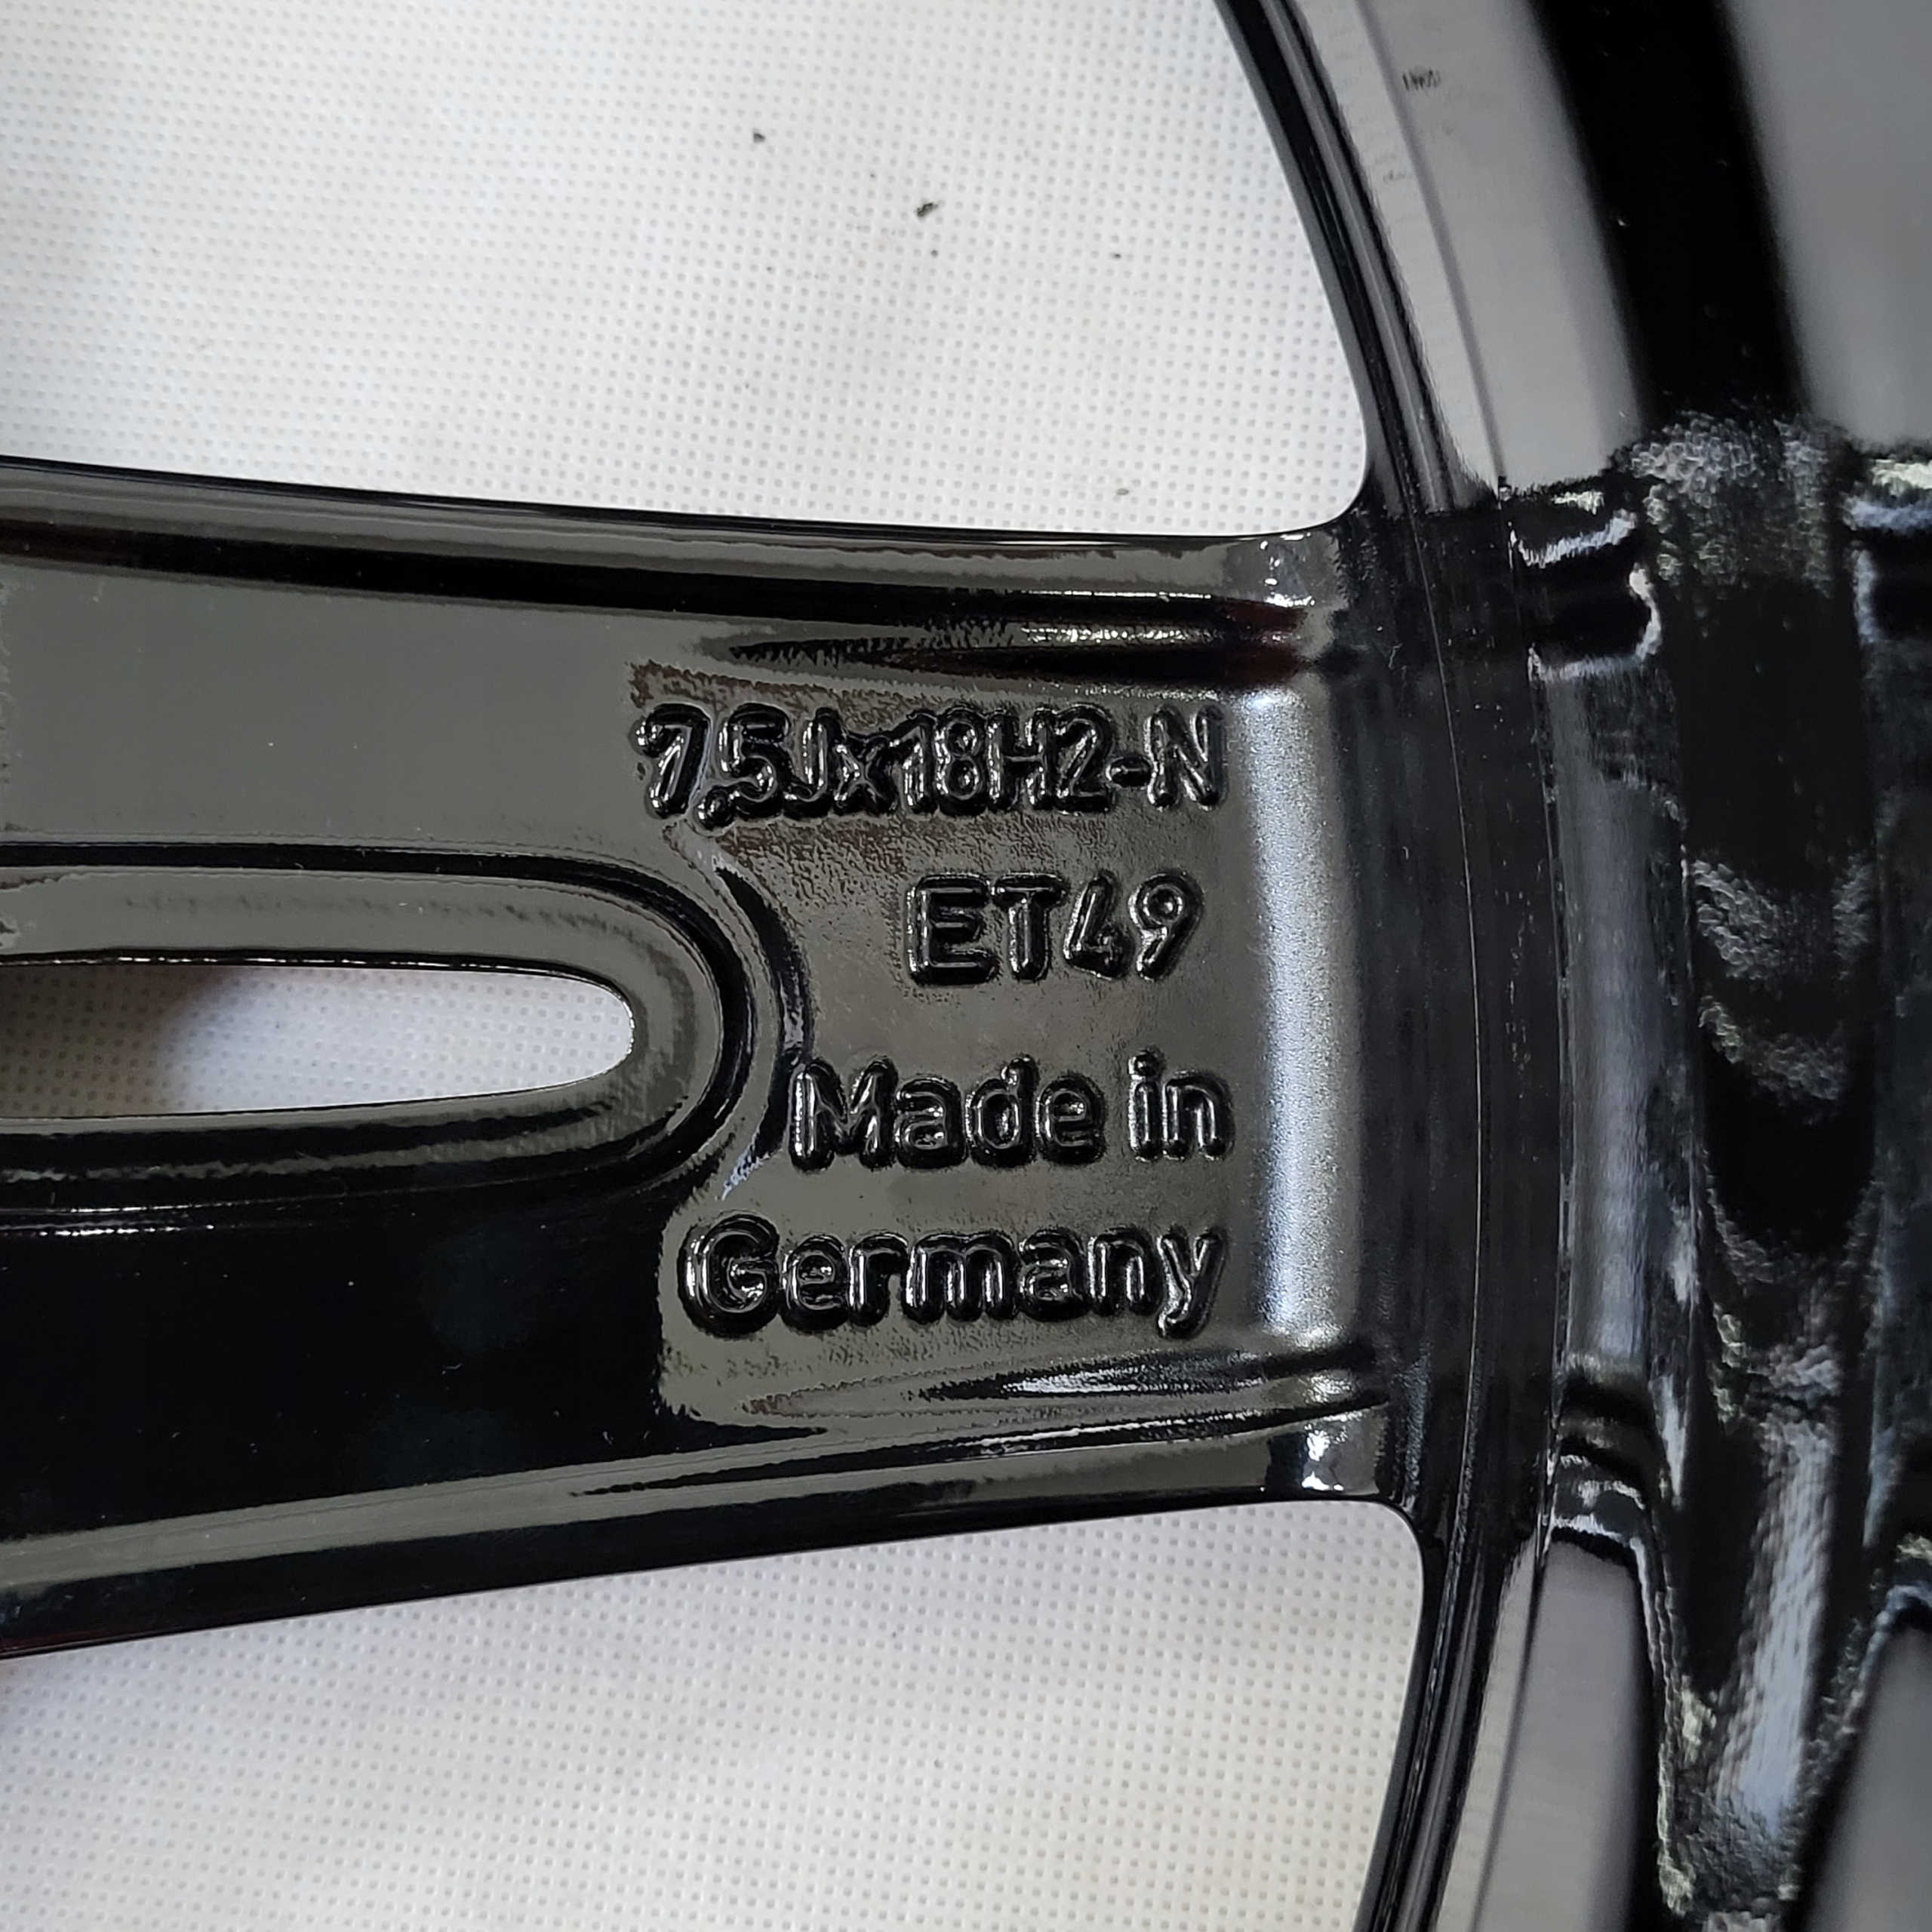 7,5Jx18H2-N
ET49
Made in
Germany